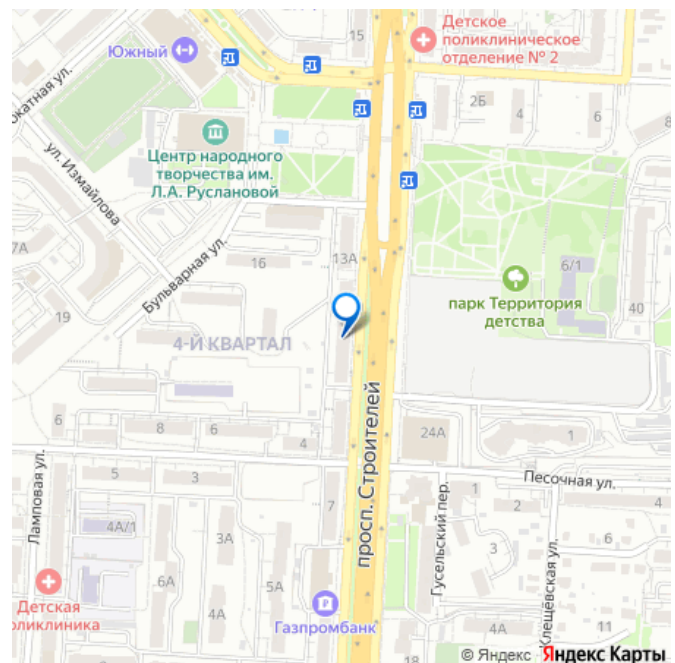 Южный
15
Детское
поликлиническое
отделение № 2
2Б
4
6
8
окатная ул.
Центр народного
творчества им.
Л.А. Руслановой
ул. Измайлова
7А
Бульварная ул.
16
13А
6/1
парк Территория
детства
40
19
4-Й КВАРТАЛ
просп. Строителей
6
8
6
4
24А
1
Ламповая ул.
5
3
7
Песочная ул.
Гусельский пер.
1
2
4
4А/1
3А
6А
5А
4А
Клещёвская ул.
6
Детская
оликлиника
Газпромбанк
4А
11
© Яндекс Яндекс Карты